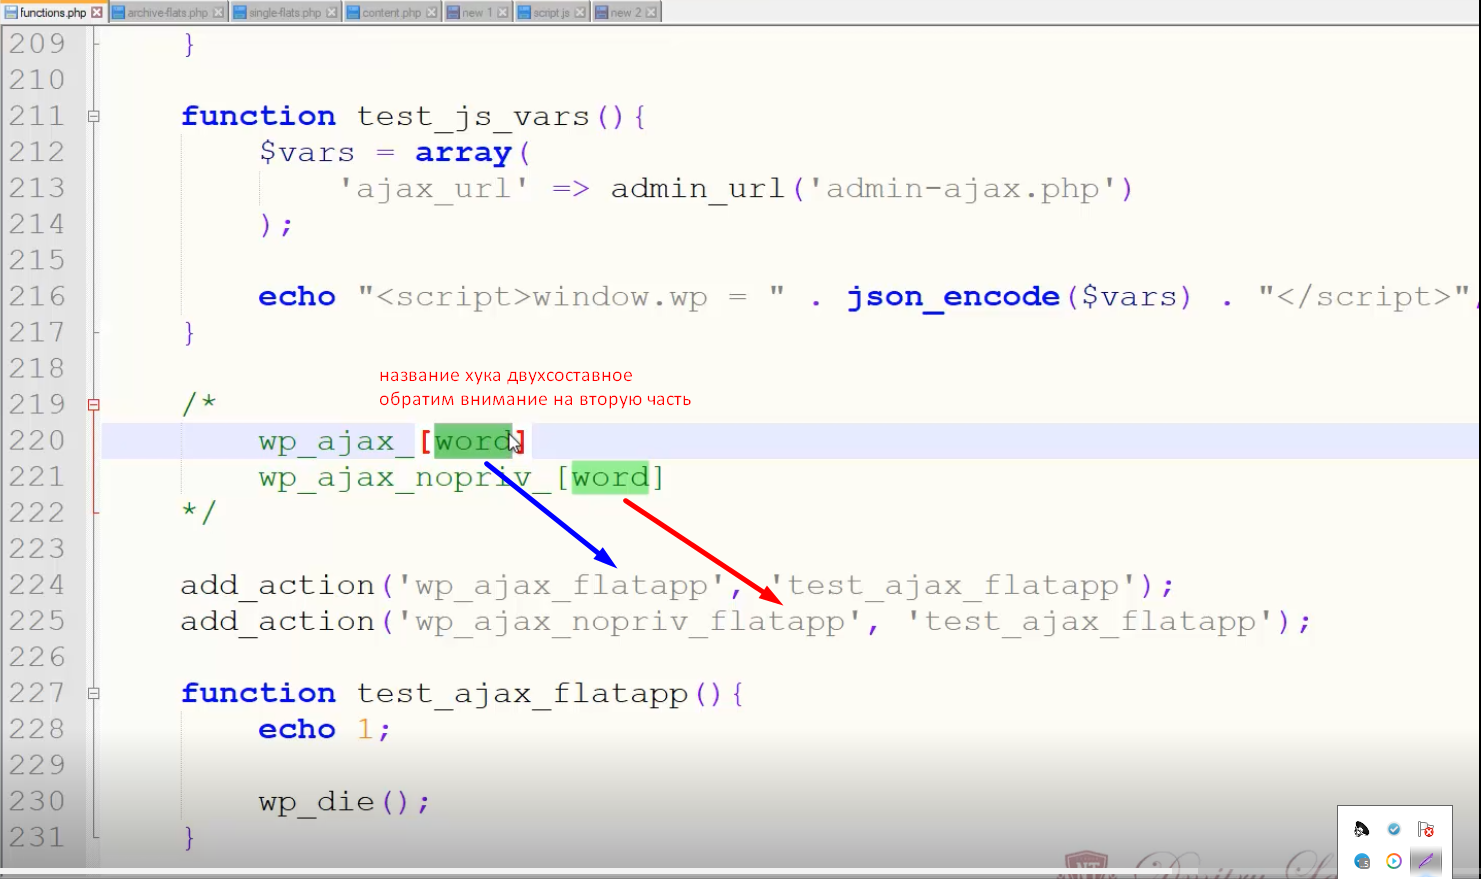 functions.php archive-flats.php single-flats.php content.php new 1 script.js new 2
209 }
210
211 function test_js_vars(){
212 $vars = array(
213 'ajax_url' => admin_url('admin-ajax.php')
214 );
215
216 echo "<script>window.wp = " . json_encode($vars) . "</script>";
217 }
218
название хука двухсоставное
обратим внимание на вторую часть
219 /*
220 wp_ajax_[word]
221 wp_ajax_nopriv_[word]
222 */
223
224 add_action('wp_ajax_flatapp', 'test_ajax_flatapp');
225 add_action('wp_ajax_nopriv_flatapp', 'test_ajax_flatapp');
226
227 function test_ajax_flatapp(){
228 echo 1;
229
230 wp_die();
231 }